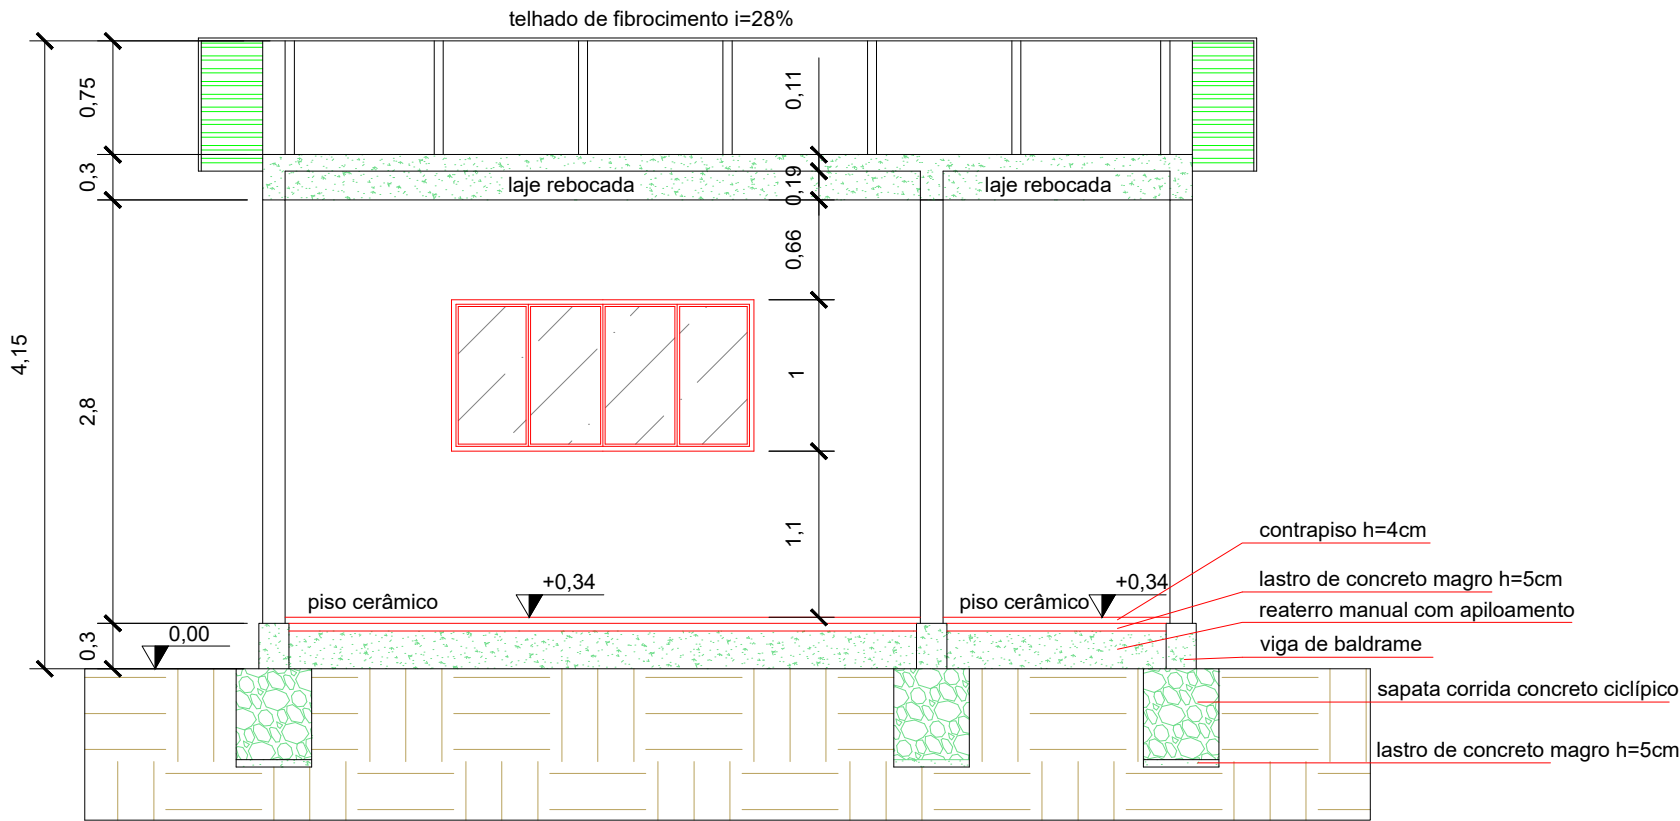 telhado de fibrocimento i=28%
0,75
0,11
0,3
0,19
laje rebocada
laje rebocada
0,66
4,15
2,8
1
1,1
contrapiso h=4cm
+0,34
+0,34
lastro de concreto magro h=5cm
piso cerâmico
piso cerâmico
reaterro manual com apiloamento
0,3
0,00
viga de baldrame
sapata corrida concreto ciclípico
lastro de concreto magro h=5cm